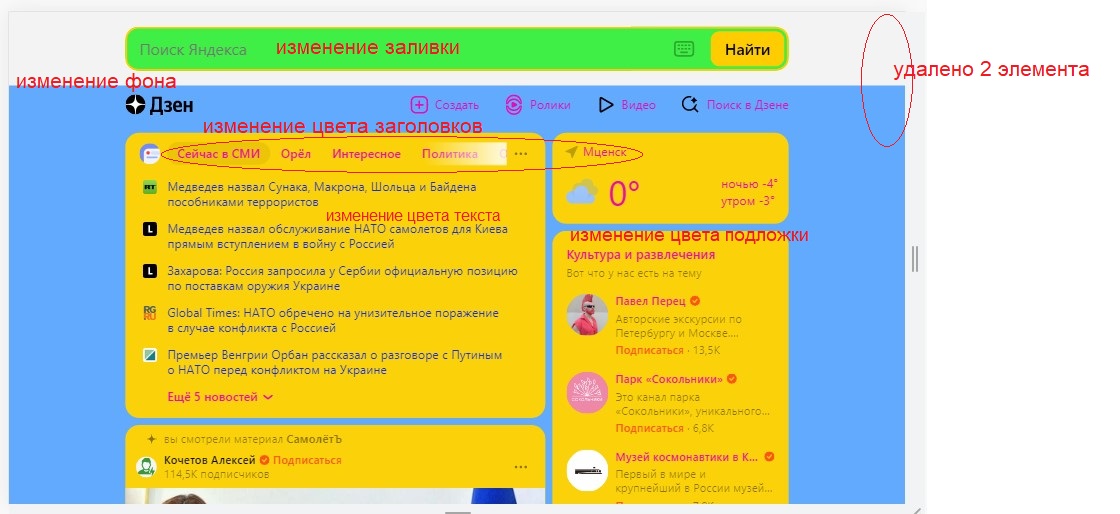 Поиск Яндекса
изменение заливки
Найти
удалено 2 элемента
изменение фона
Дзен
Создать
Ролики
Видео
Поиск в Дзене
изменение цвета заголовков
Сейчас в СМИ
Орёл
Интересное
Политика
Медведев назвал Сунака, Макрона, Шольца и Байдена
пособниками террористов
изменение цвета текста
Медведев назвал обслуживание НАТО самолетов для Киева
прямым вступлением в войну с Россией
Захарова: Россия запросила у Сербии официальную позицию
по поставкам оружия Украине
RG
RU
Global Times: НАТО обречено на унизительное поражение
в случае конфликта с Россией
Премьер Венгрии Орбан рассказал о разговоре с Путиным
о НАТО перед конфликтом на Украине
Ещё 5 новостей
вы смотрели материал СамолётЪ
Кочетов Алексей Подписаться
114,5K подписчиков
Мценск
0°
ночью -4°
утром -3°
изменение цвета подложки
Культура и развлечения
Вот что у нас есть на тему
Павел Перец
Авторские экскурсии по
Петербургу и Москве....
Подписаться · 13,5K
Парк «Сокольники»
Это канал парка
«Сокольники», уникального...
Подписаться · 6,8K
Музей космонавтики в К...
Первый в мире и
крупнейший в России музей...